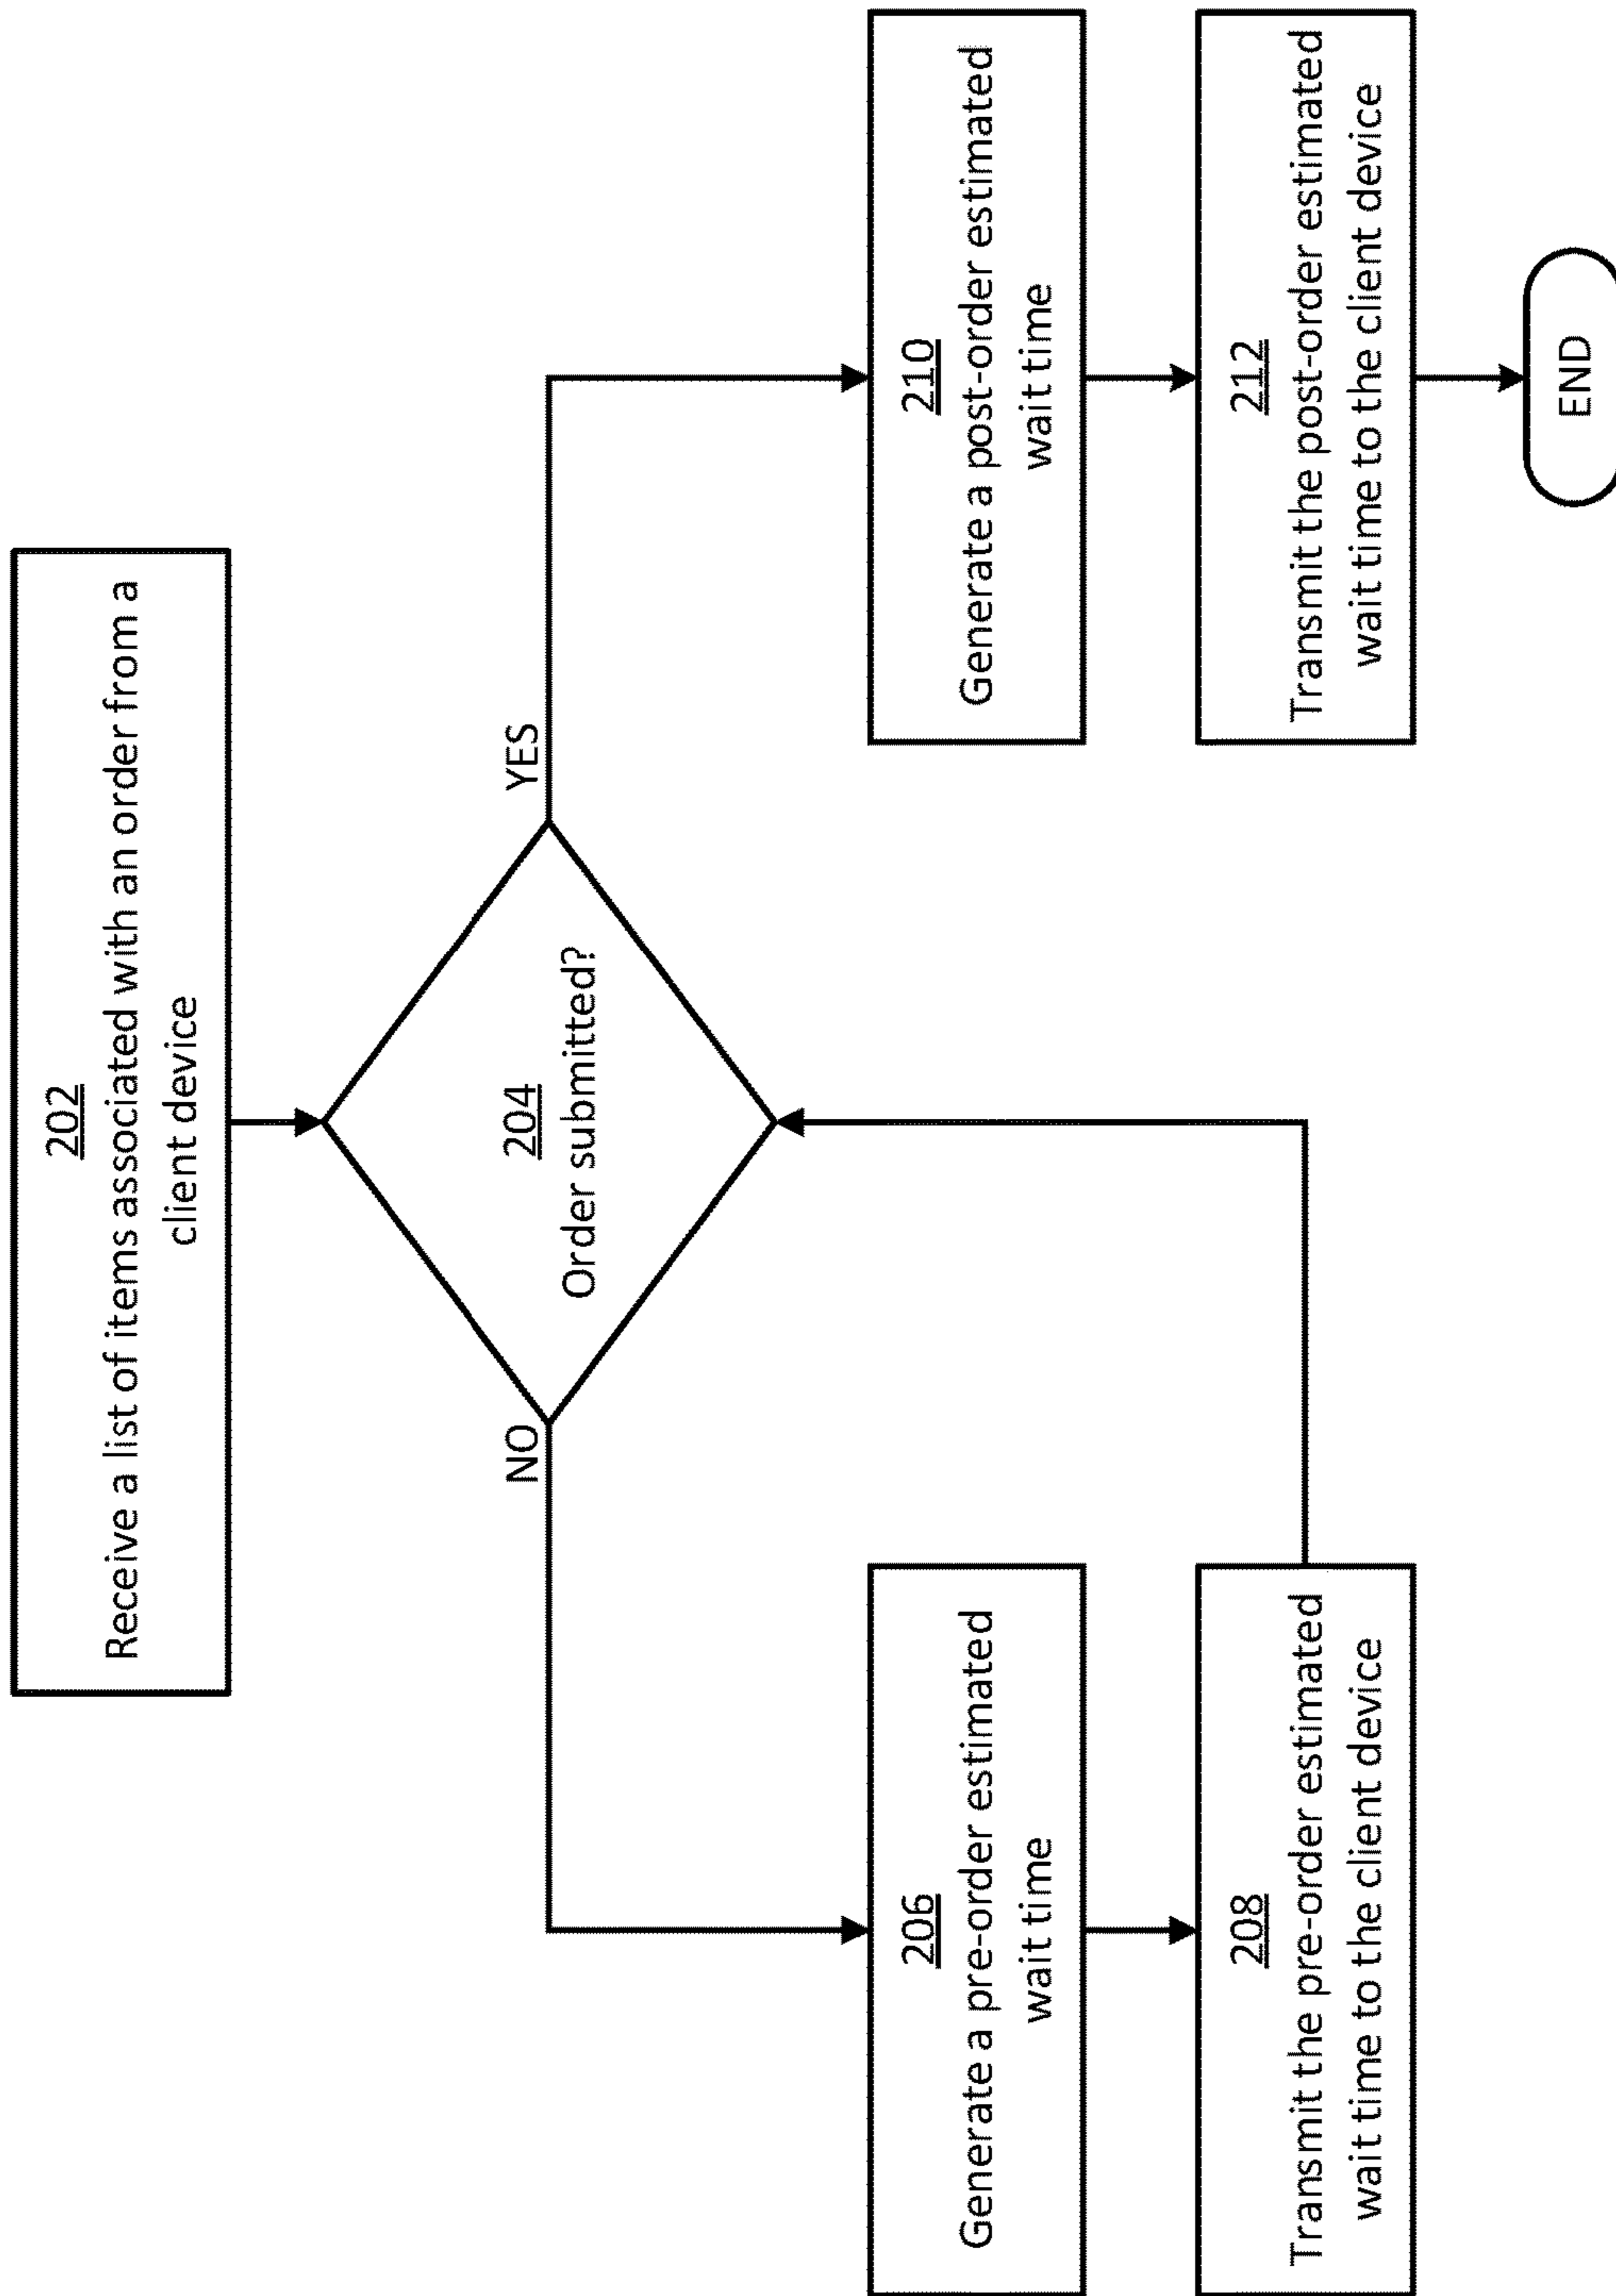 202
Receive a list of items associated with an order from a
client device
204
Order submitted?
NO
YES
206
Generate a pre-order estimated
wait time
208
Transmit the pre-order estimated
wait time to the client device
210
Generate a post-order estimated
wait time
212
Transmit the post-order estimated
wait time to the client device
END